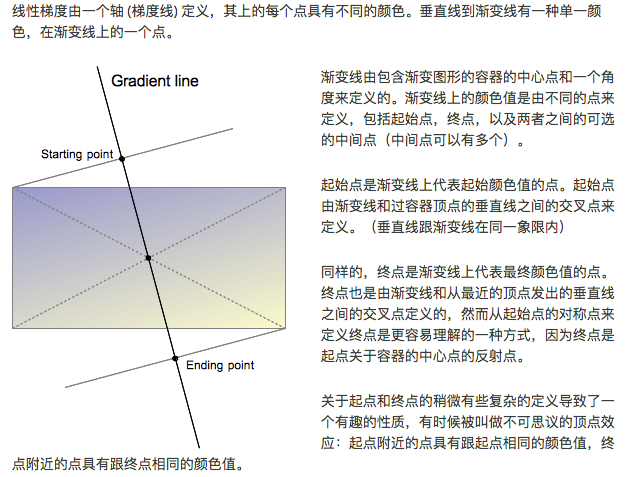 线性梯度由一个轴 (梯度线) 定义，其上的每个点具有不同的颜色。垂直线到渐变线有一种单一颜
色，在渐变线上的一个点。
Gradient line
Starting point
Ending point
渐变线由包含渐变图形的容器的中心点和一个角
度来定义的。渐变线上的颜色值是由不同的点来
定义，包括起始点，终点，以及两者之间的可选
的中间点（中间点可以有多个）。
起始点是渐变线上代表起始颜色值的点。起始点
由渐变线和过容器顶点的垂直线之间的交叉点来
定义。（垂直线跟渐变线在同一象限内）
同样的，终点是渐变线上代表最终颜色值的点。
终点也是由渐变线和从最近的顶点发出的垂直线
之间的交叉点定义的，然而从起始点的对称点来
定义终点是更容易理解的一种方式，因为终点是
起点关于容器的中心点的反射点。
关于起点和终点的稍微有些复杂的定义导致了一
个有趣的性质，有时候被叫做不可思议的顶点效
应：起点附近的点具有跟起点相同的颜色值，终
点附近的点具有跟终点相同的颜色值。